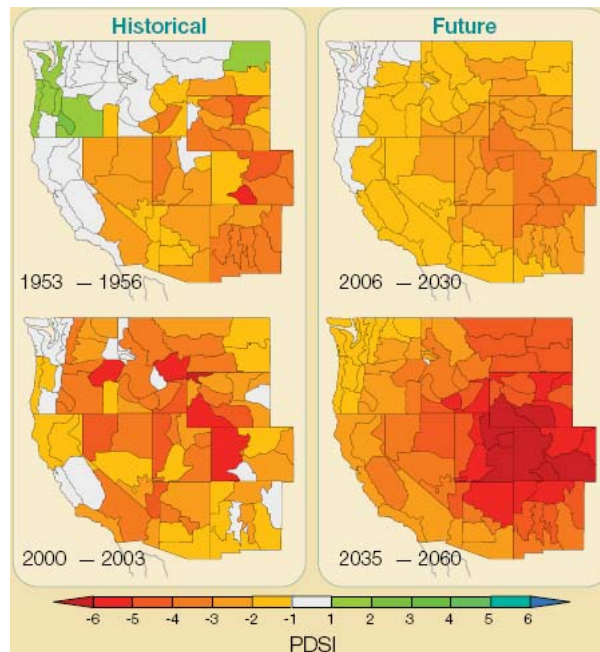 Historical
Future
1953 – 1956
2006 – 2030
2000 – 2003
2035 – 2060
-6 -5 -4 -3 -2 -1 1 2 3 4 5 6
PDSI